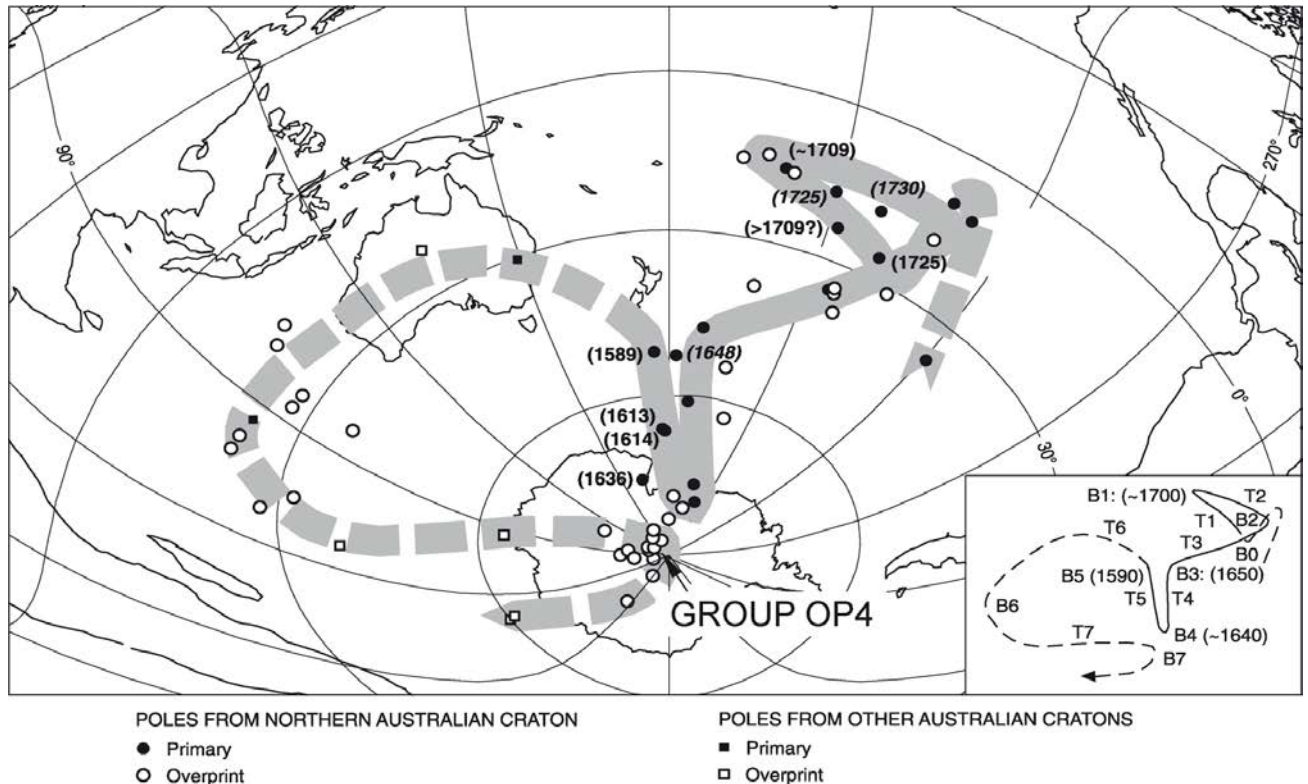 90°
270°
(~1709)
(1725)
(1730)
(>1709?)
(1725)
0°
(1589)
(1648)
(1613)
(1614)
30°
(1636)
GROUP OP4
B1: (~1700)
T2
T1
B2
T6
T3
B0
B5 (1590)
B3: (1650)
T5
T4
B6
T7
B4 (~1640)
B7
POLES FROM NORTHERN AUSTRALIAN CRATON
Primary
Overprint
POLES FROM OTHER AUSTRALIAN CRATONS
Primary
Overprint